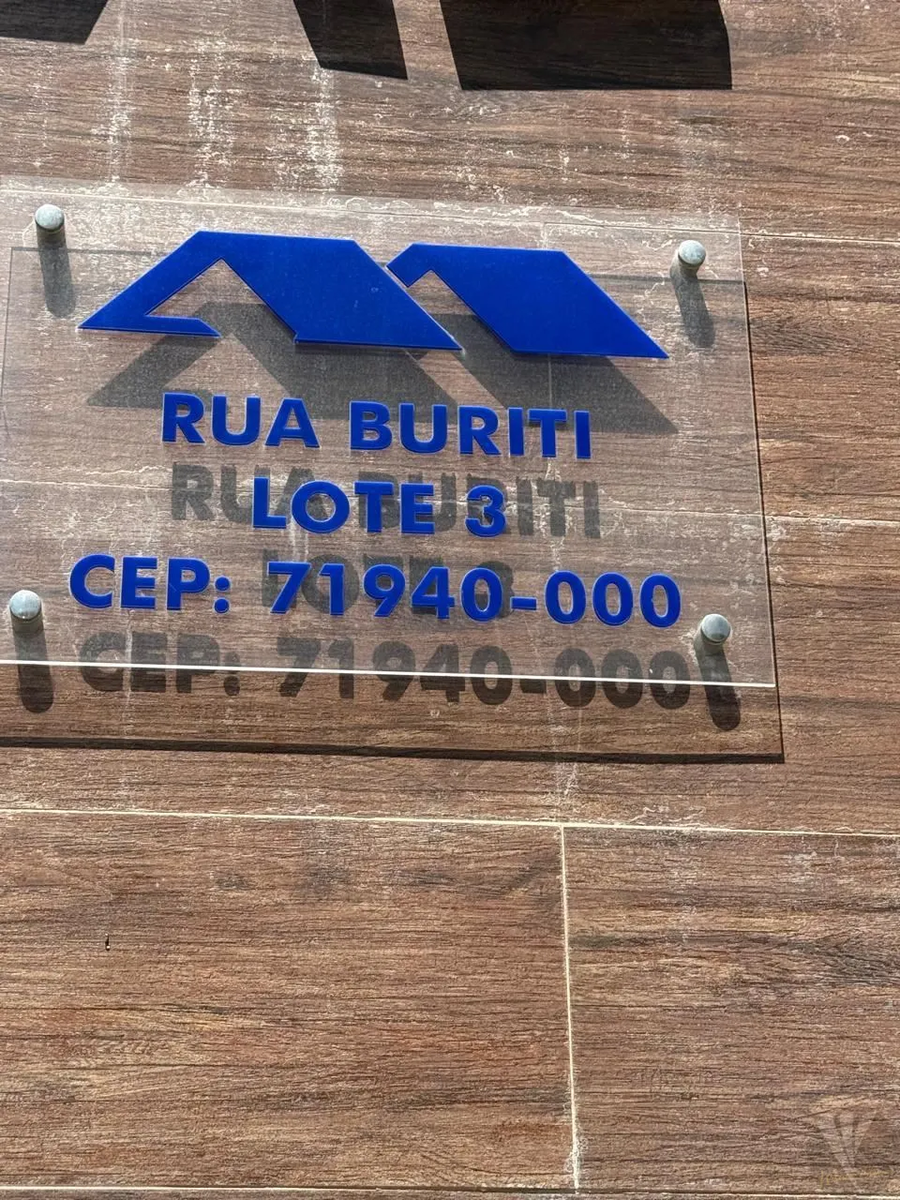 RUA BURITI
LOTE 3
CEP: 71940-000